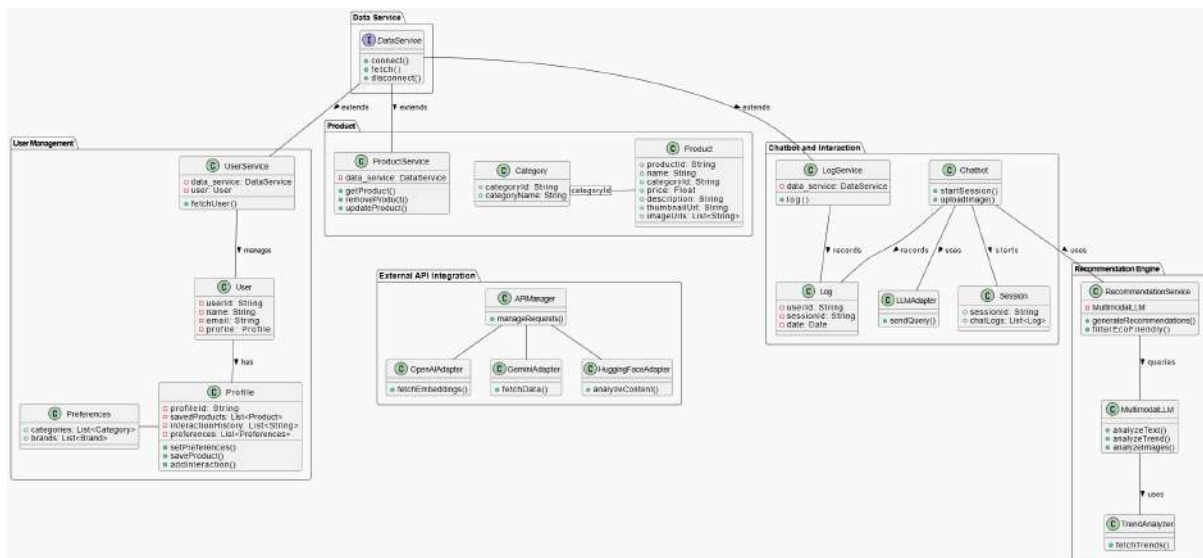 Data Service
I DataService
connect()
fetch()
disconnect()
extends
extends
extends
User Management
C UserService
data_service: DataService
user: User
fetchUser()
manages
C User
userId: String
name: String
email: String
profile: Profile
has
C Profile
profileId: String
savedProducts: List<Product>
interactionHistory: List<String>
preferences: List<Preferences>
setPreferences()
saveProduct()
addInteraction()
C Preferences
categories: List<Category>
brands: List<Brand>
Product
C ProductService
data_service: DataService
getProduct()
removeProduct()
updateProduct()
C Category
categoryId: String
categoryName: String
categoryId
C Product
productId: String
name: String
categoryId: String
price: Float
description: String
thumbnailUrl: String
imageUrls: List<String>
External API Integration
C APIManager
manageRequests()
C OpenAIAdapter
fetchEmbeddings()
C GeminiAdapter
fetchData()
C HuggingFaceAdapter
analyzeContent()
Chatbot and Interaction
C LogService
data_service: DataService
log()
C Chatbot
startSession()
uploadImage()
records
records
uses
starts
uses
C Log
userId: String
sessionId: String
date: Date
C LLMAdapter
sendQuery()
C Session
sessionId: String
chatLogs: List<Log>
Recommendation Engine
C RecommendationService
MultimodalLLM
generateRecommendations()
filterEcoFriendly()
queries
C MultimodalLLM
analyzeText()
analyzeTrend()
analyzeImages()
uses
C TrendAnalyzer
fetchTrends()